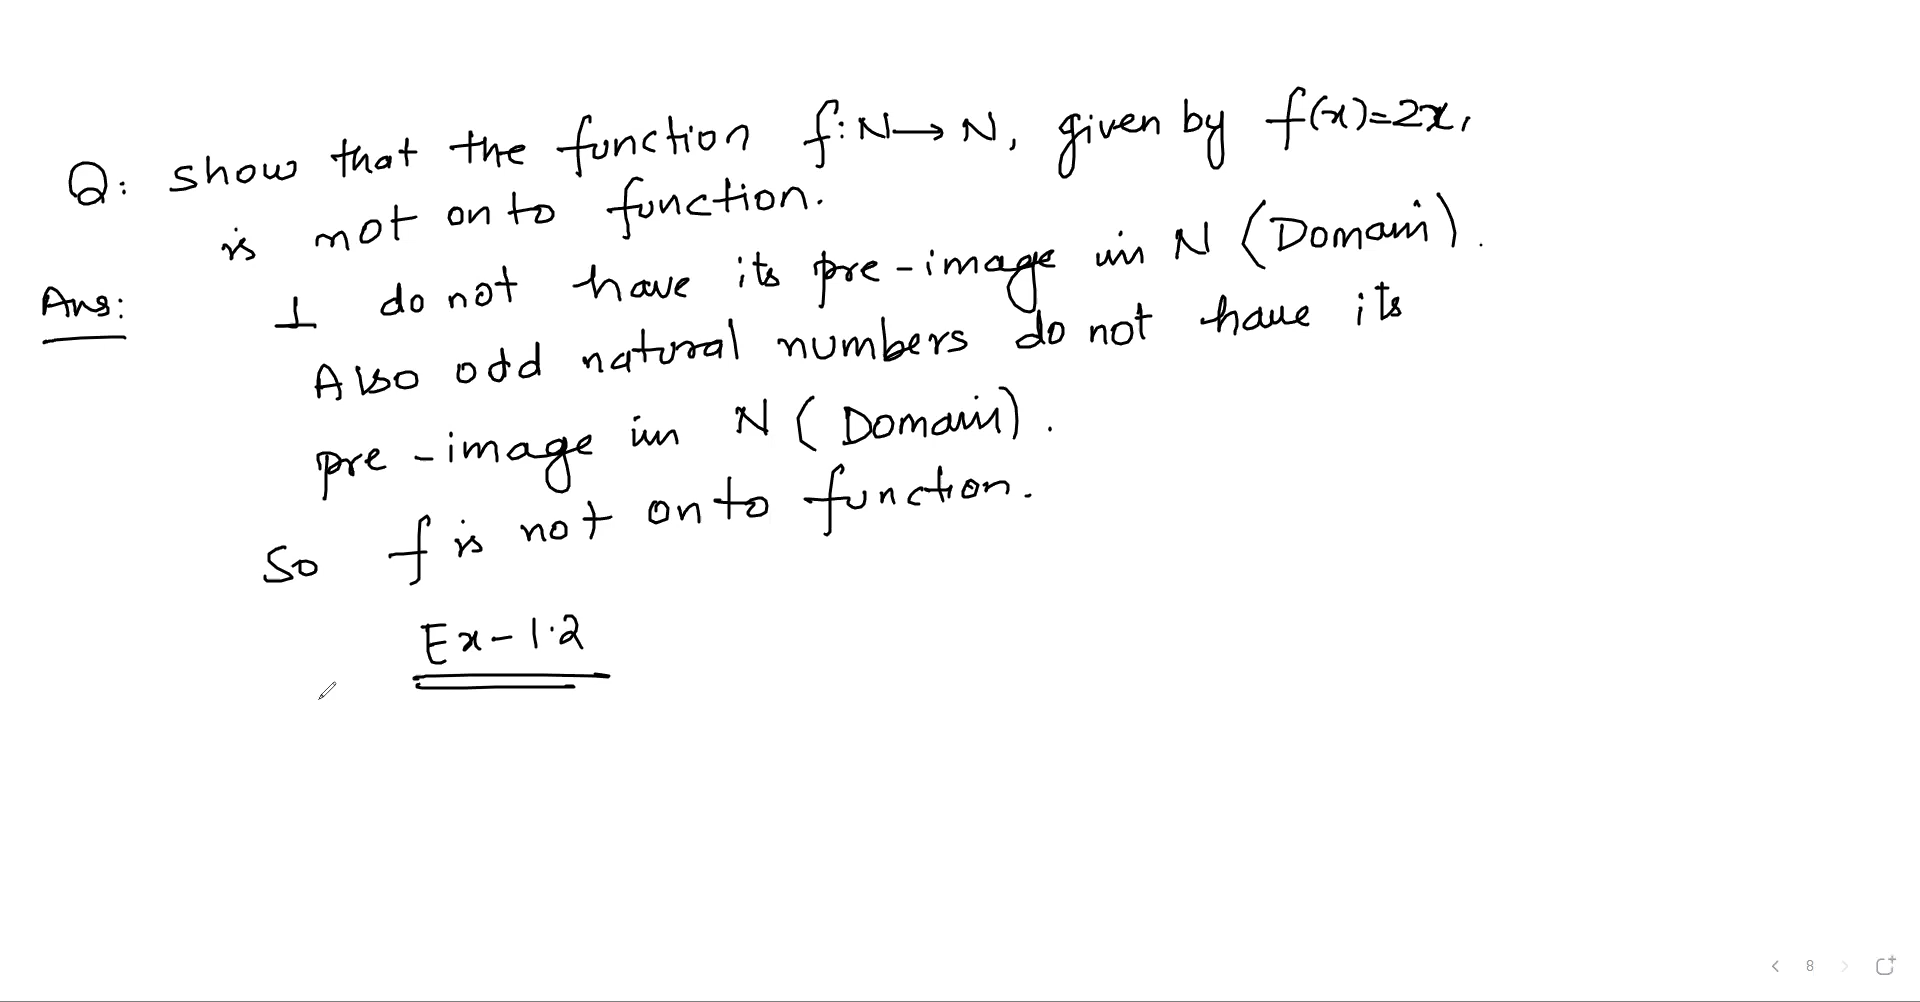 Q: show that the function f:N→N, given by f(x)=2x,
is not onto function.
Ans: 1 do not have its pre-image in N (Domain).
Also odd natural numbers do not have its
pre-image in N (Domain).
So f is not onto function.
Ex-1.2
8